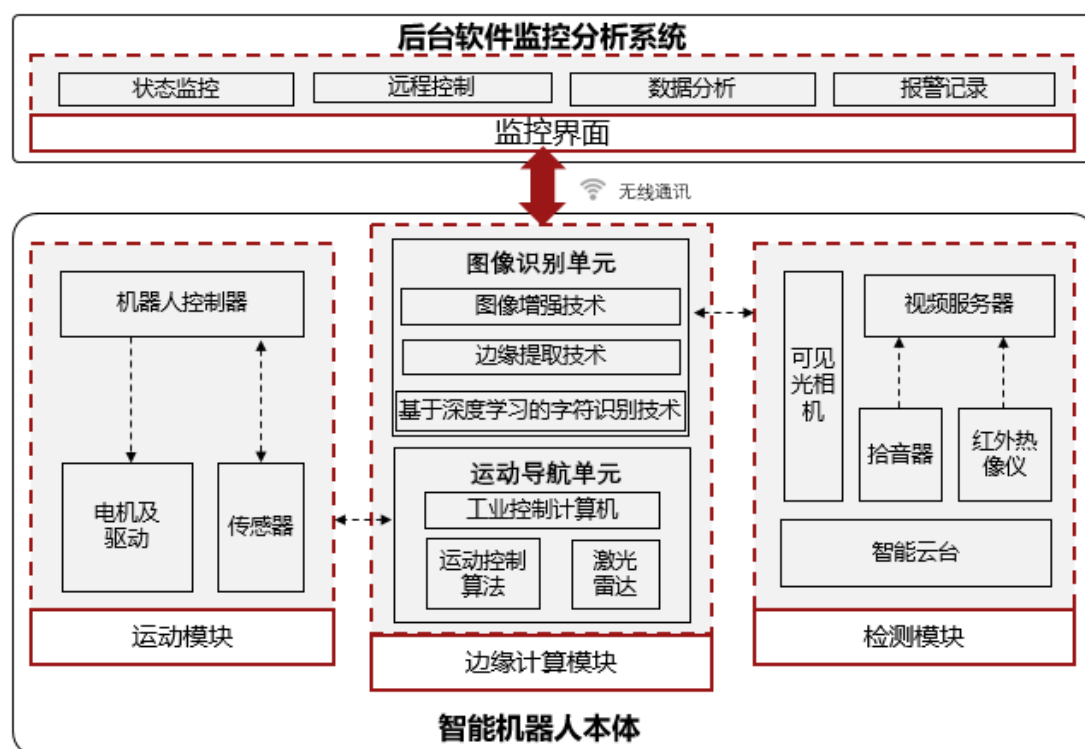 后台软件监控分析系统
状态监控
远程控制
数据分析
报警记录
监控界面
无线通讯
机器人控制器
电机及
驱动
传感器
运动模块
图像识别单元
图像增强技术
边缘提取技术
基于深度学习的字符识别技术
运动导航单元
工业控制计算机
运动控制
算法
激光
雷达
边缘计算模块
可见
光相
机
视频服务器
拾音器
红外热
像仪
智能云台
检测模块
智能机器人本体